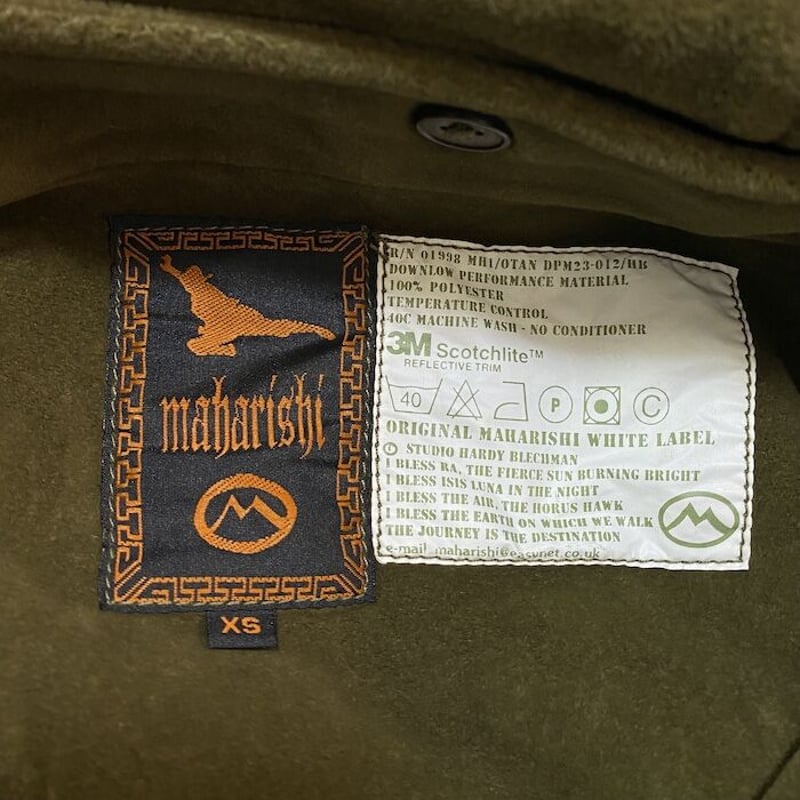 maharishi
XS
R/N 01998 MH1/OTAN DPM23-012/HK
DOWNLOW PERFORMANCE MATERIAL
100% POLYESTER
TEMPERATURE CONTROL
40C MACHINE WASH - NO CONDITIONER
3M Scotchlite™
REFLECTIVE TRIM
40 P C
ORIGINAL MAHARISHI WHITE LABEL
STUDIO HARDY BLECHMAN
I BLESS RA, THE FIERCE SUN BURNING BRIGHT
I BLESS ISIS LUNA IN THE NIGHT
I BLESS THE AIR, THE HORUS HAWK
I BLESS THE EARTH ON WHICH WE WALK
THE JOURNEY IS THE DESTINATION
e-mail maharishi@easynet.co.uk